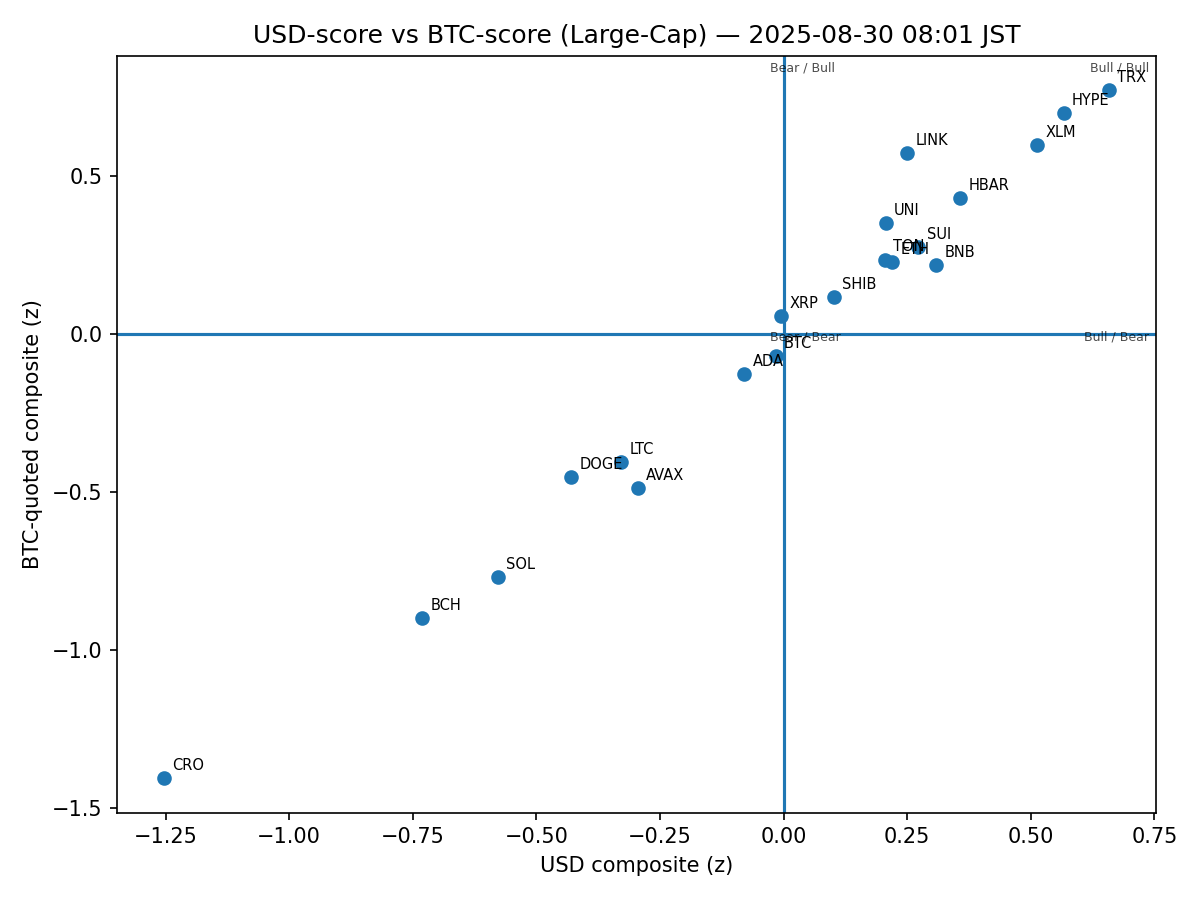 USD-score vs BTC-score (Large-Cap) — 2025-08-30 08:01 JST
Bear / Bull
Bull / Bull
TRX
HYPE
XLM
LINK
HBAR
UNI
SUI
TON
ETH
BNB
SHIB
XRP
Bear / Bear
Bull / Bear
BTC
ADA
LTC
DOGE
AVAX
SOL
BCH
CRO
0.5
0.0
−0.5
−1.0
−1.5
BTC-quoted composite (z)
−1.25
−1.00
−0.75
−0.50
−0.25
0.00
0.25
0.50
0.75
USD composite (z)